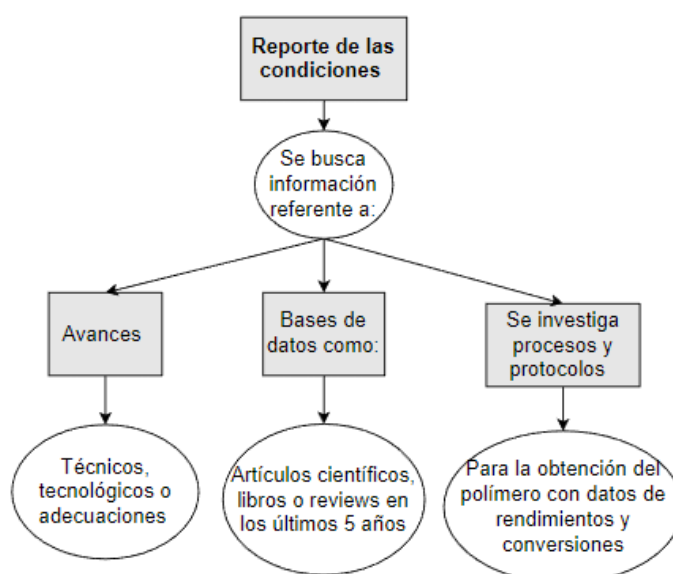 Reporte de las
condiciones
Se busca
información
referente a:
Avances
Bases de
datos como:
Se investiga
procesos y
protocolos
Técnicos,
tecnológicos o
adecuaciones
Artículos científicos,
libros o reviews en
los últimos 5 años
Para la obtención del
polímero con datos de
rendimientos y
conversiones